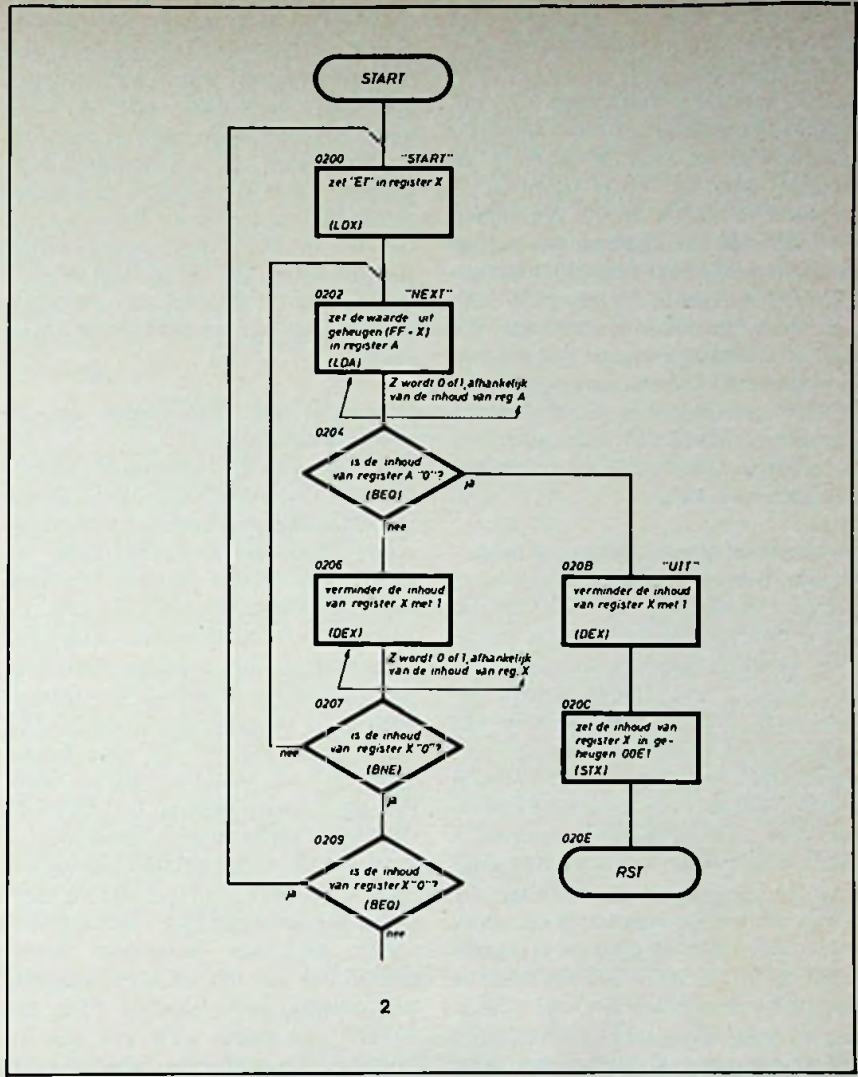 START
0200 "START"
zet "ET" in register X
(LDX)
0202 "NEXT"
zet de waarde uit
geheugen (FF - X)
in register A
(LDA)
Z wordt 0 of 1, afhankelijk
van de inhoud van reg. A
0204
is de inhoud
van register A "0"?
(BEQ)
ja
nee
0206
verminder de inhoud
van register X met 1
(DEX)
Z wordt 0 of 1, afhankelijk
van de inhoud van reg. X
0207
is de inhoud
van register X "0"?
(BNE)
nee
ja
0209
is de inhoud
van register X "0"?
(BEQ)
ja
nee
020B "UIT"
verminder de inhoud
van register X met 1
(DEX)
020C
zet de inhoud van
register X in ge-
heugen 00E1
(STX)
020E
RST
2